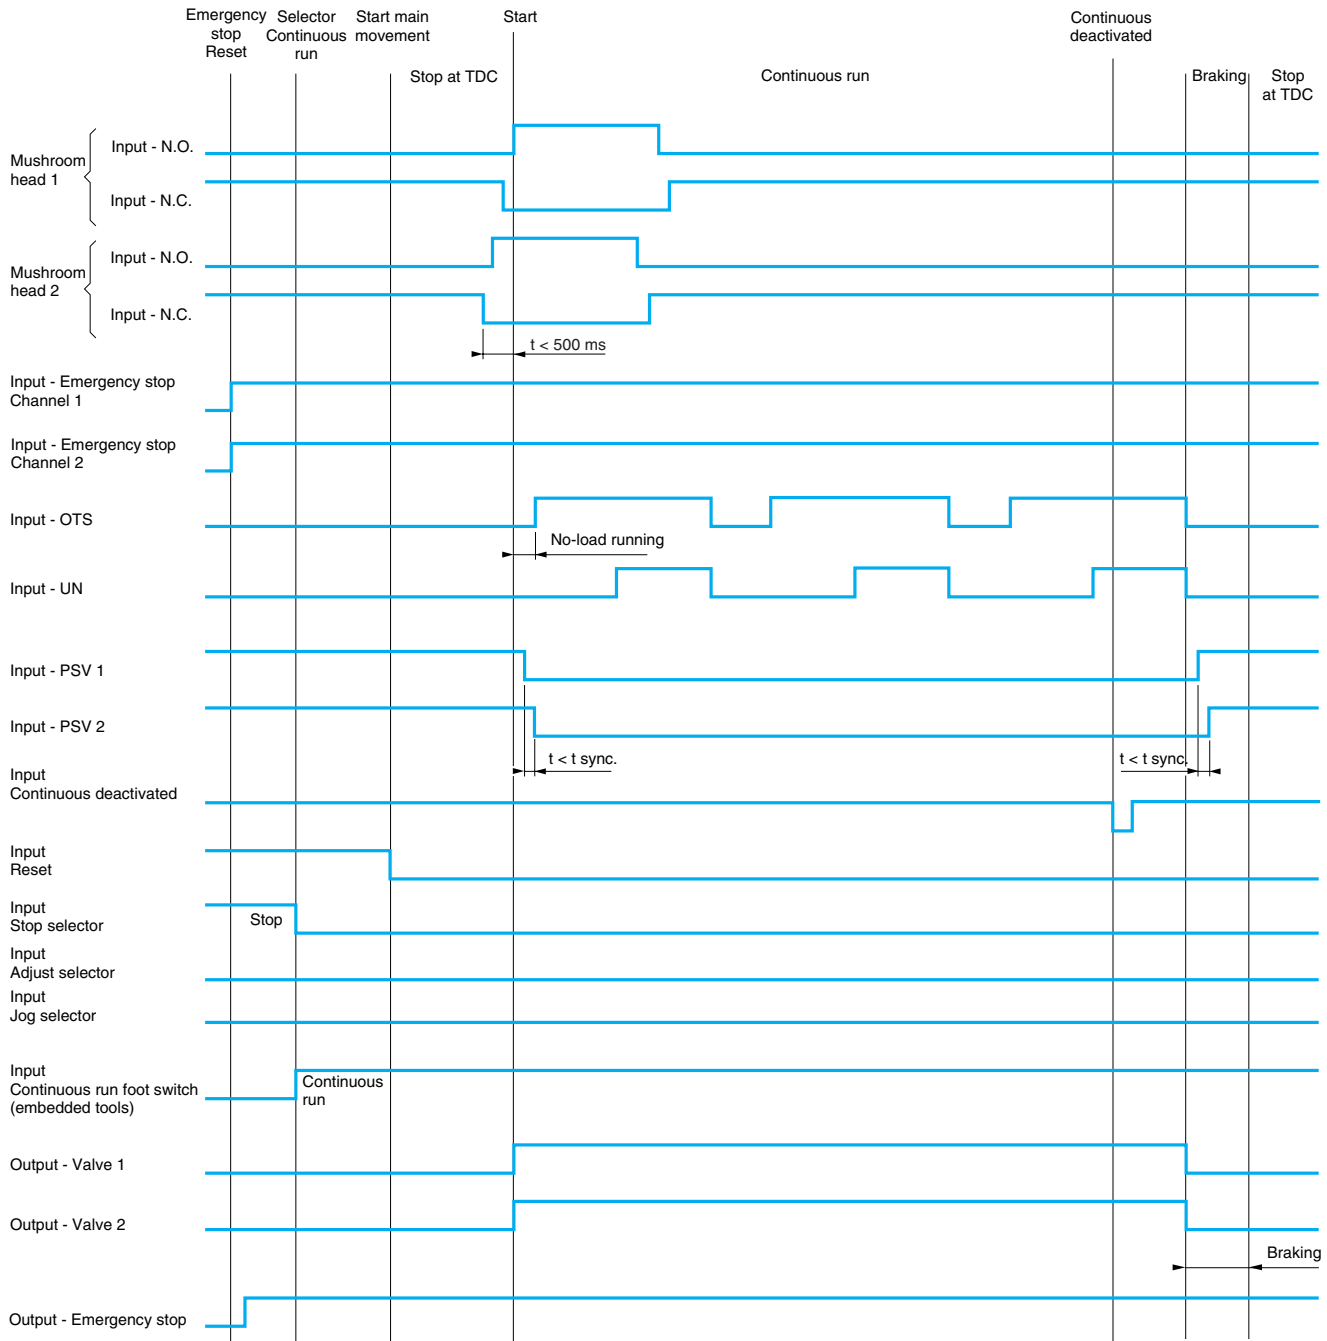 Emergency
stop
Reset
Selector
Continuous
run
Start main
movement
Start
Continuous
deactivated
Stop at TDC
Continuous run
Braking
Stop
at TDC
Mushroom
head 1
Input - N.O.
Input - N.C.
Mushroom
head 2
Input - N.O.
Input - N.C.
t < 500 ms
Input - Emergency stop
Channel 1
Input - Emergency stop
Channel 2
Input - OTS
No-load running
Input - UN
Input - PSV 1
Input - PSV 2
t < t sync.
t < t sync.
Input
Continuous deactivated
Input
Reset
Input
Stop selector
Stop
Input
Adjust selector
Input
Jog selector
Input
Continuous run foot switch
(embedded tools)
Continuous
run
Output - Valve 1
Output - Valve 2
Braking
Output - Emergency stop